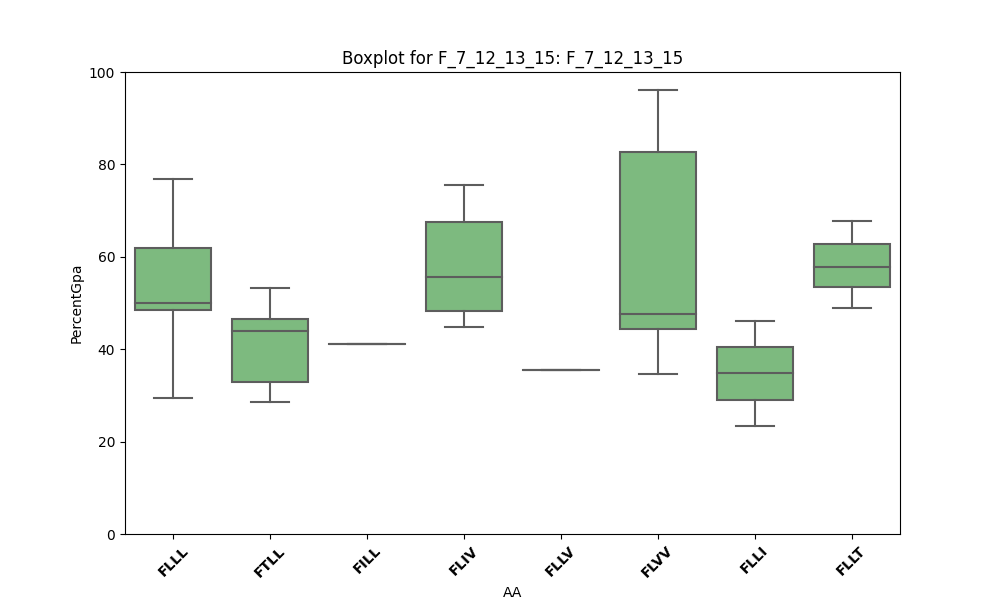 Boxplot for F_7_12_13_15: F_7_12_13_15
PercentGpa
100
80
60
40
20
0
FLLL
FTLL
FILL
FLIV
FLLV
FLVV
FLLI
FLLT
AA